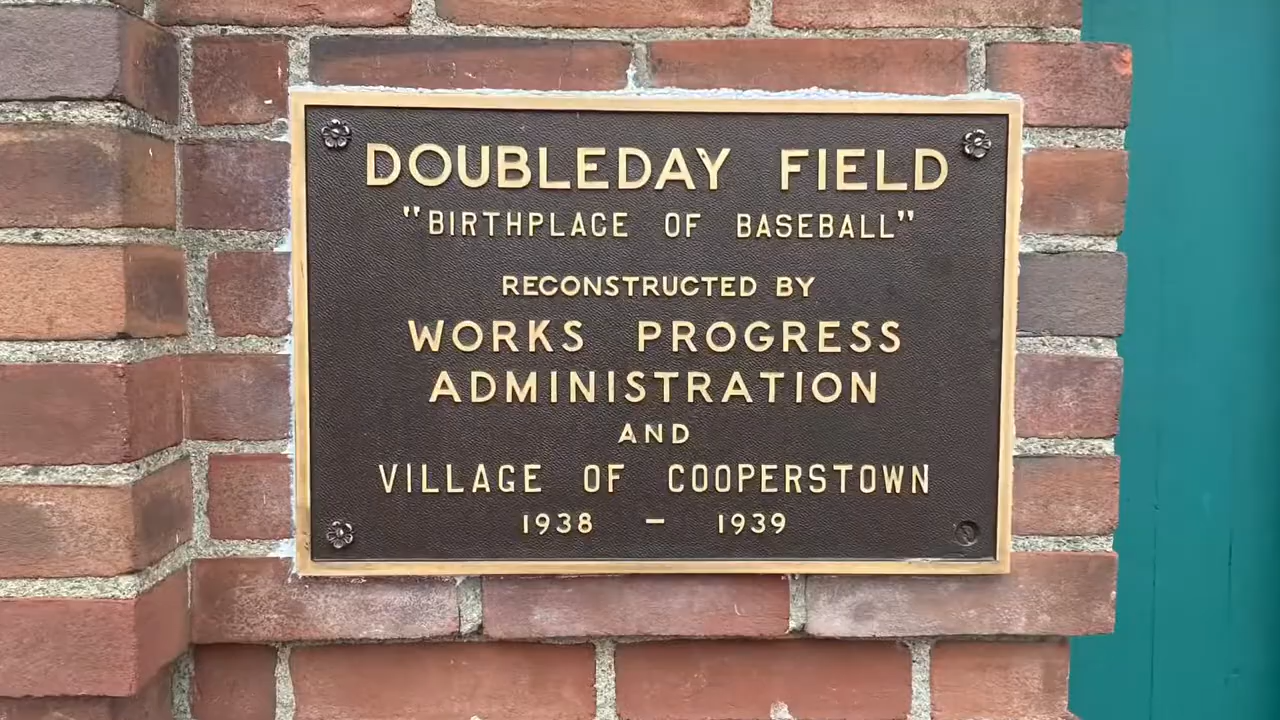 DOUBLEDAY FIELD
"BIRTHPLACE OF BASEBALL"
RECONSTRUCTED BY
WORKS PROGRESS
ADMINISTRATION
AND
VILLAGE OF COOPERSTOWN
1938 - 1939